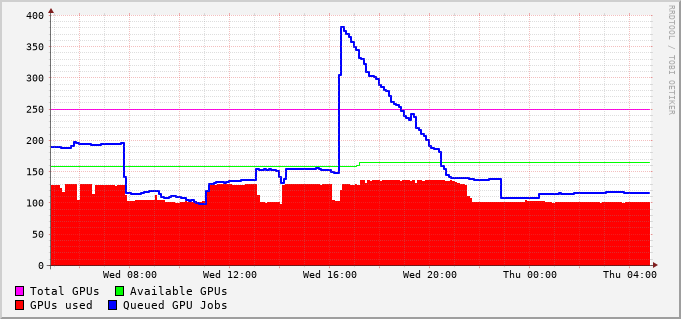 400
350
300
250
200
150
100
50
0
Wed 08:00 Wed 12:00 Wed 16:00 Wed 20:00 Thu 00:00 Thu 04:00
Total GPUs Available GPUs
GPUs used Queued GPU Jobs
RRDTOOL / TOBI OETIKER